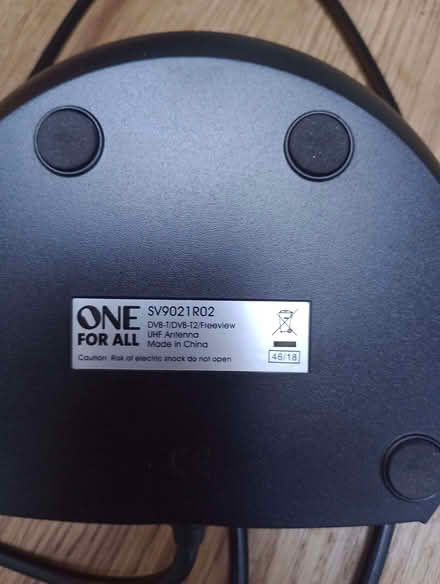 ONE
FOR ALL
SV9021R02
DVB-T/DVB-T2/Freeview
UHF Antenna
Made in China
Caution: Risk of electric shock do not open
46/18